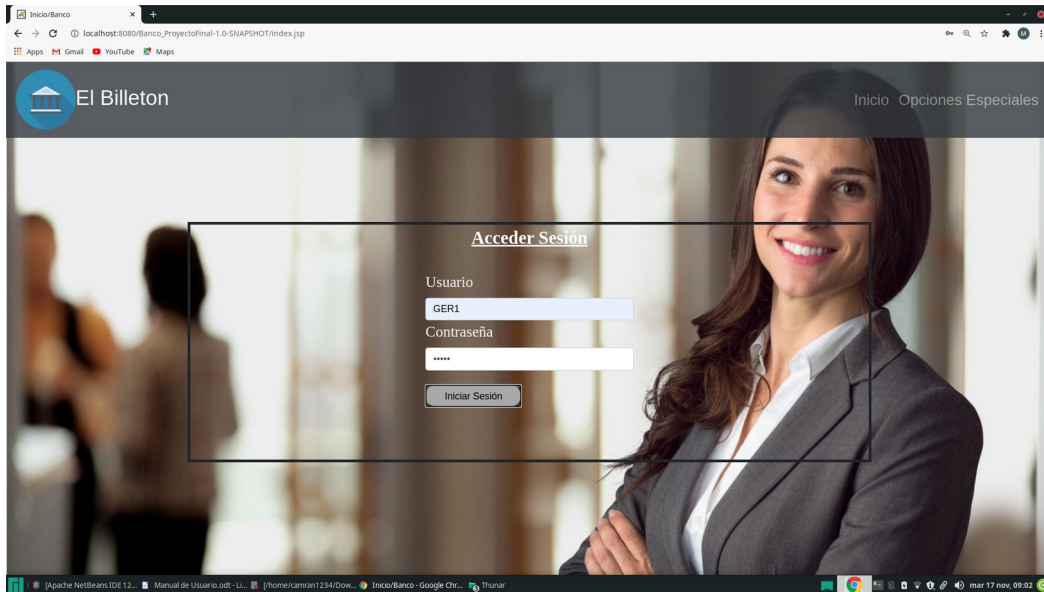 Inicio/Banco
localhost:8080/Banco_ProyectoFinal-1.0-SNAPSHOT/index.jsp
M
Apps Gmail YouTube Maps
El Billeton
Inicio Opciones Especiales
Acceder Sesión
Usuario
GER1
Contraseña
•••••
Iniciar Sesión
[Apache NetBeans IDE 12... Manual de Usuario.odt - Li... [/home/camran1234/Dow... Inicio/Banco - Google Chr... Thunar mar 17 nov, 09:02